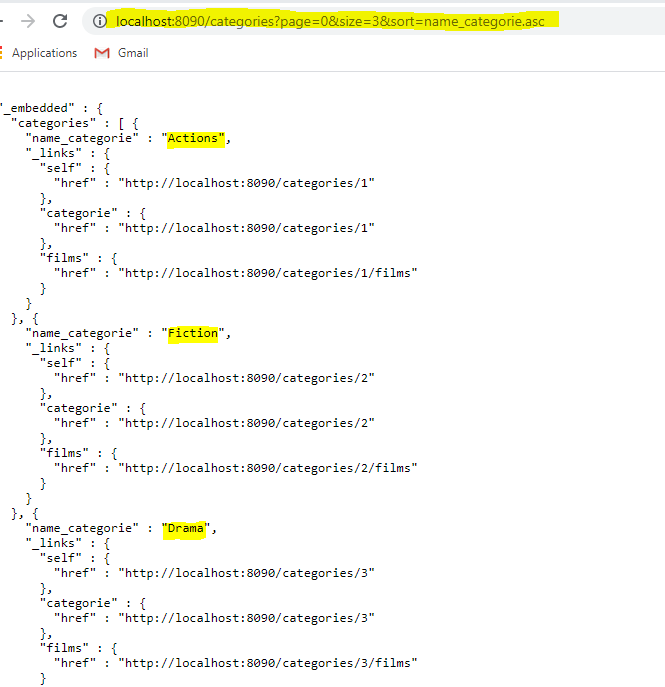 localhost:8090/categories?page=0&size=3&sort=name_categorie.asc
Applications Gmail
"_embedded" : {
"categories" : [ {
"name_categorie" : "Actions",
"_links" : {
"self" : {
"href" : "http://localhost:8090/categories/1"
},
"categorie" : {
"href" : "http://localhost:8090/categories/1"
},
"films" : {
"href" : "http://localhost:8090/categories/1/films"
}
}
}, {
"name_categorie" : "Fiction",
"_links" : {
"self" : {
"href" : "http://localhost:8090/categories/2"
},
"categorie" : {
"href" : "http://localhost:8090/categories/2"
},
"films" : {
"href" : "http://localhost:8090/categories/2/films"
}
}
}, {
"name_categorie" : "Drama",
"_links" : {
"self" : {
"href" : "http://localhost:8090/categories/3"
},
"categorie" : {
"href" : "http://localhost:8090/categories/3"
},
"films" : {
"href" : "http://localhost:8090/categories/3/films"
}